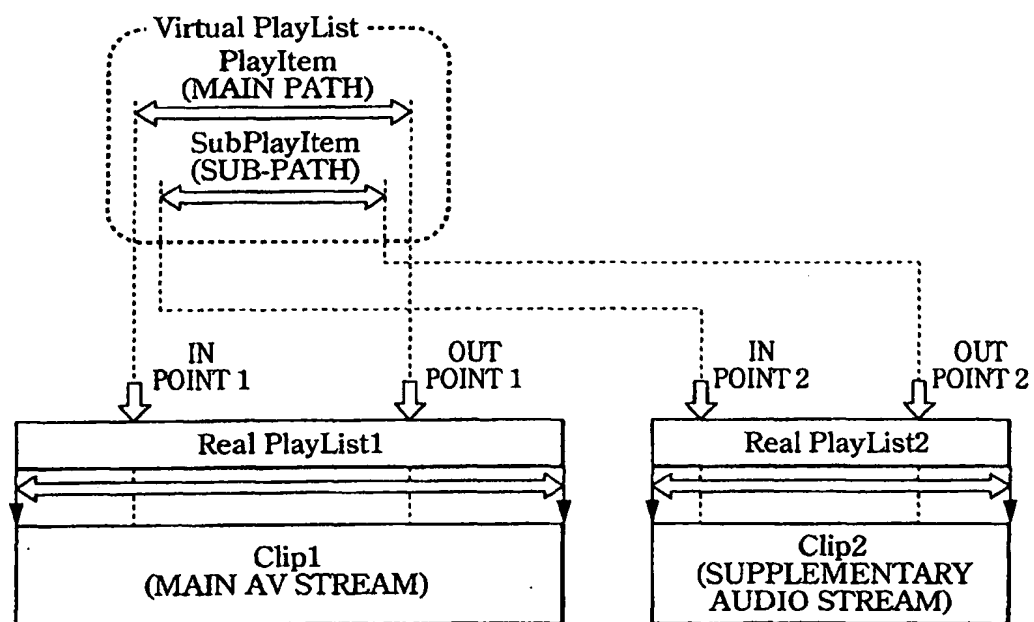 Virtual PlayList
PlayItem
(MAIN PATH)
SubPlayItem
(SUB-PATH)
IN
POINT 1
OUT
POINT 1
IN
POINT 2
OUT
POINT 2
Real PlayList1
Real PlayList2
Clip1
(MAIN AV STREAM)
Clip2
(SUPPLEMENTARY
AUDIO STREAM)